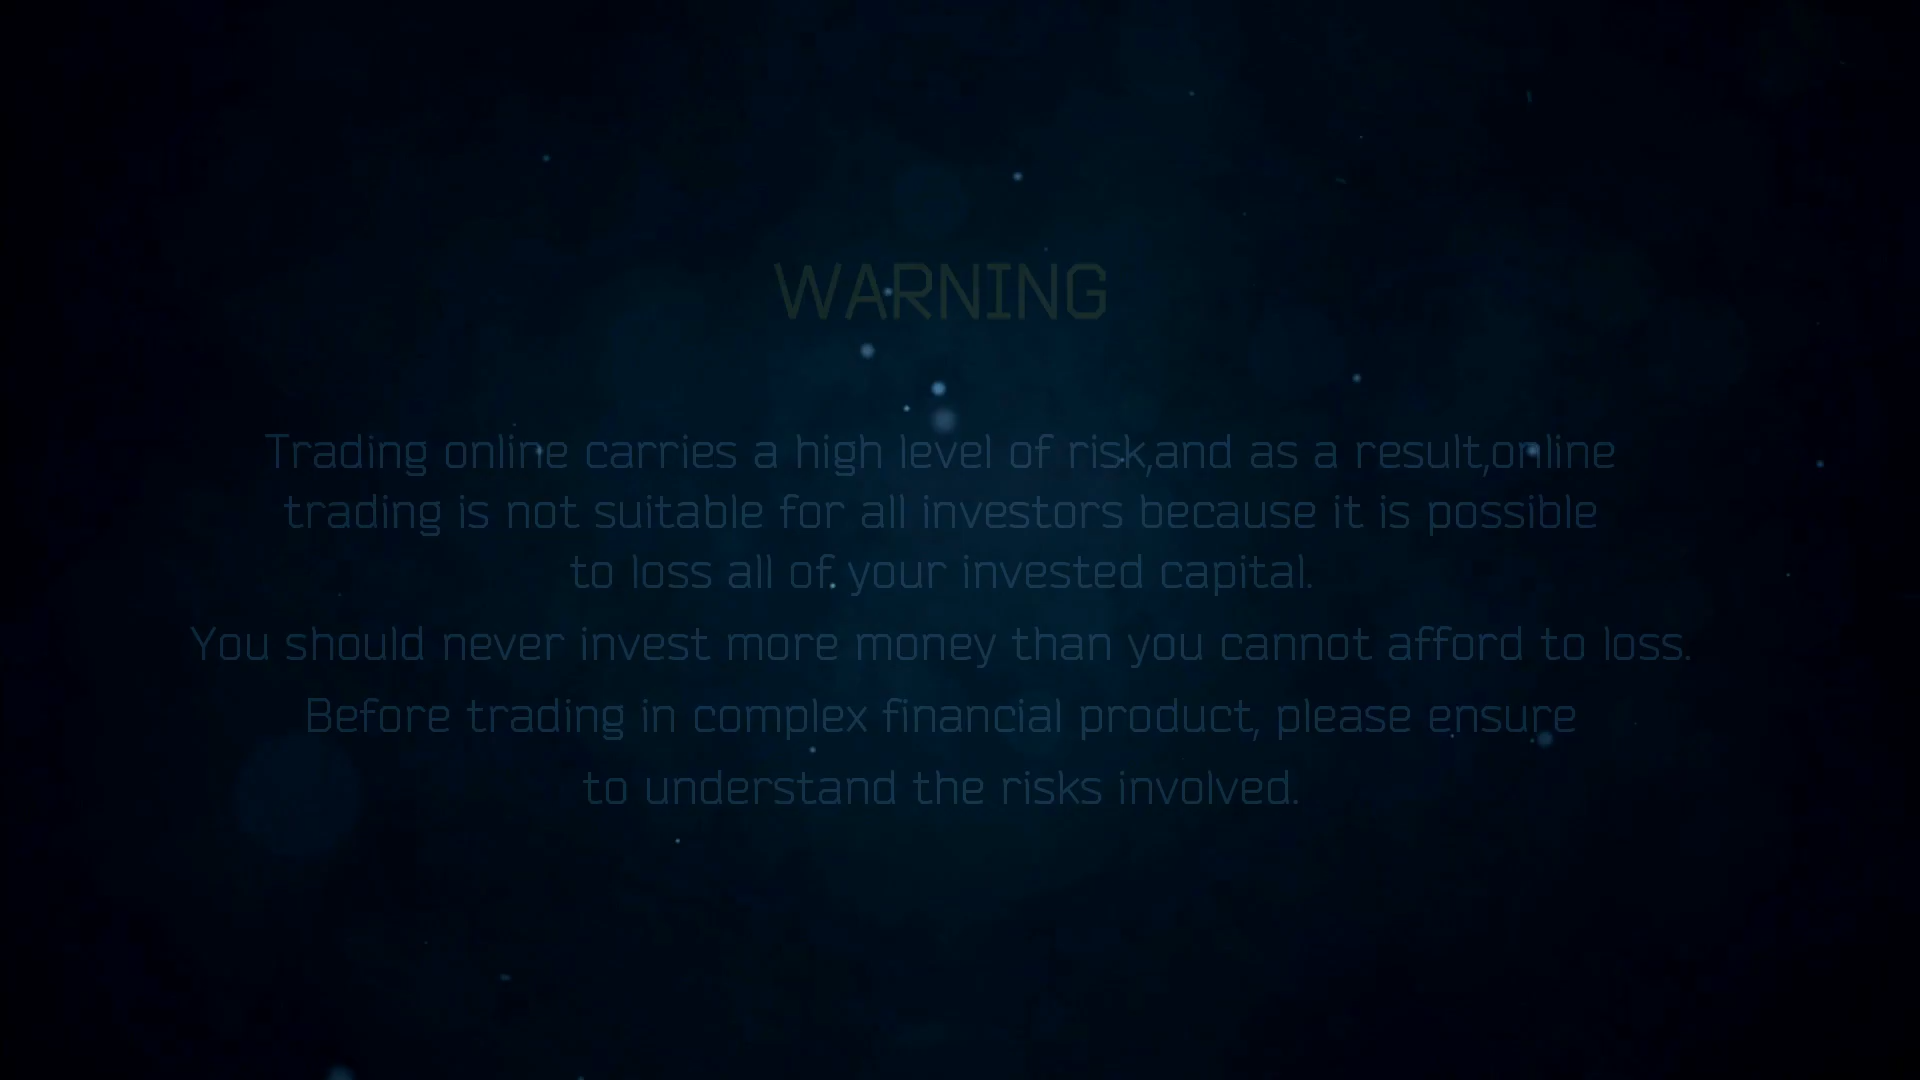 WARNING
Trading online carries a high level of risk,and as a result,online
trading is not suitable for all investors because it is possible
to loss all of your invested capital.
You should never invest more money than you cannot afford to loss.
Before trading in complex financial product, please ensure
to understand the risks involved.